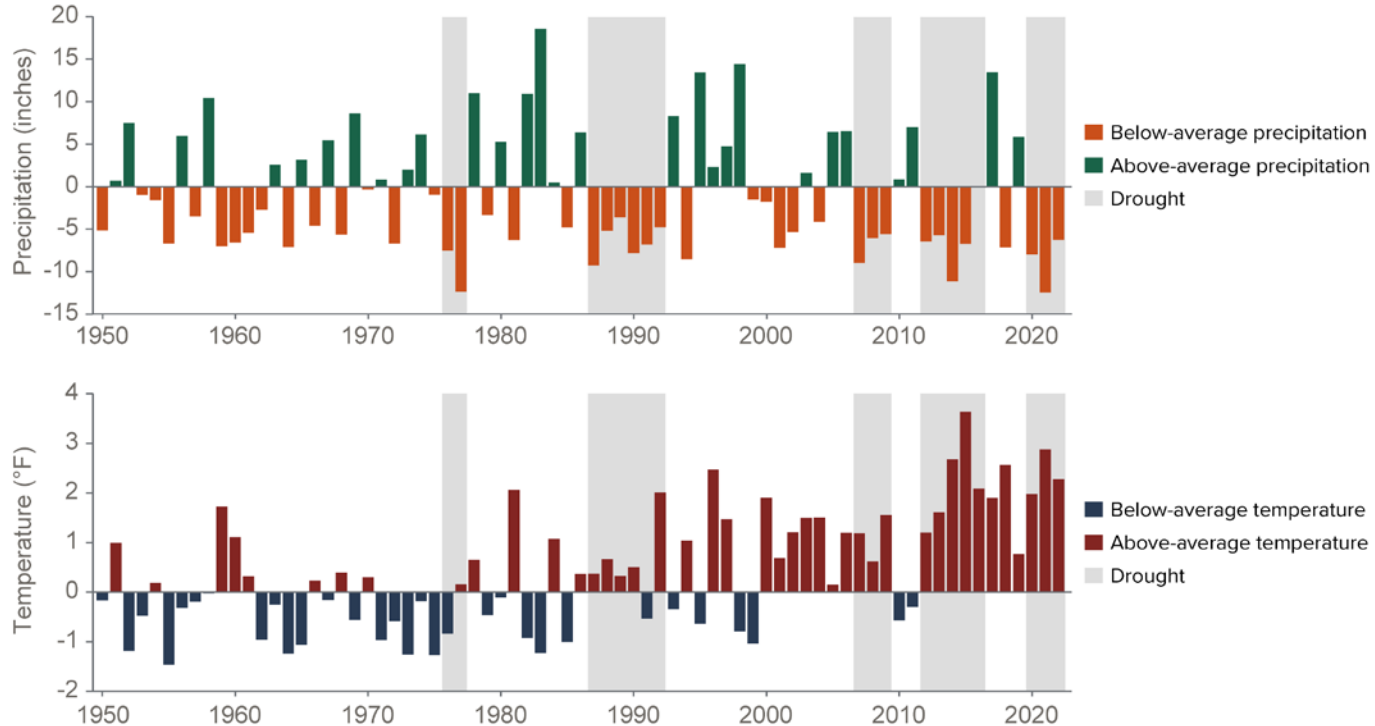 Precipitation (inches)
20
15
10
5
0
-5
-10
-15
1950 1960 1970 1980 1990 2000 2010 2020
Below-average precipitation
Above-average precipitation
Drought
Temperature (°F)
4
3
2
1
0
-1
-2
1950 1960 1970 1980 1990 2000 2010 2020
Below-average temperature
Above-average temperature
Drought